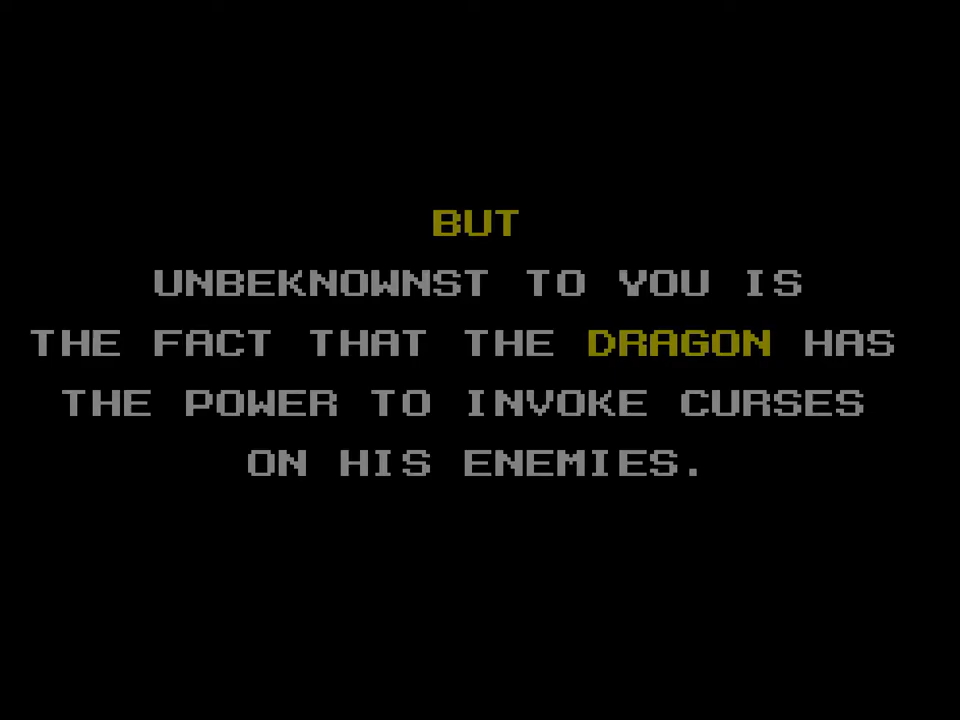 BUT
UNBEKNOWNST TO YOU IS
THE FACT THAT THE DRAGON HAS
THE POWER TO INVOKE CURSES
ON HIS ENEMIES.